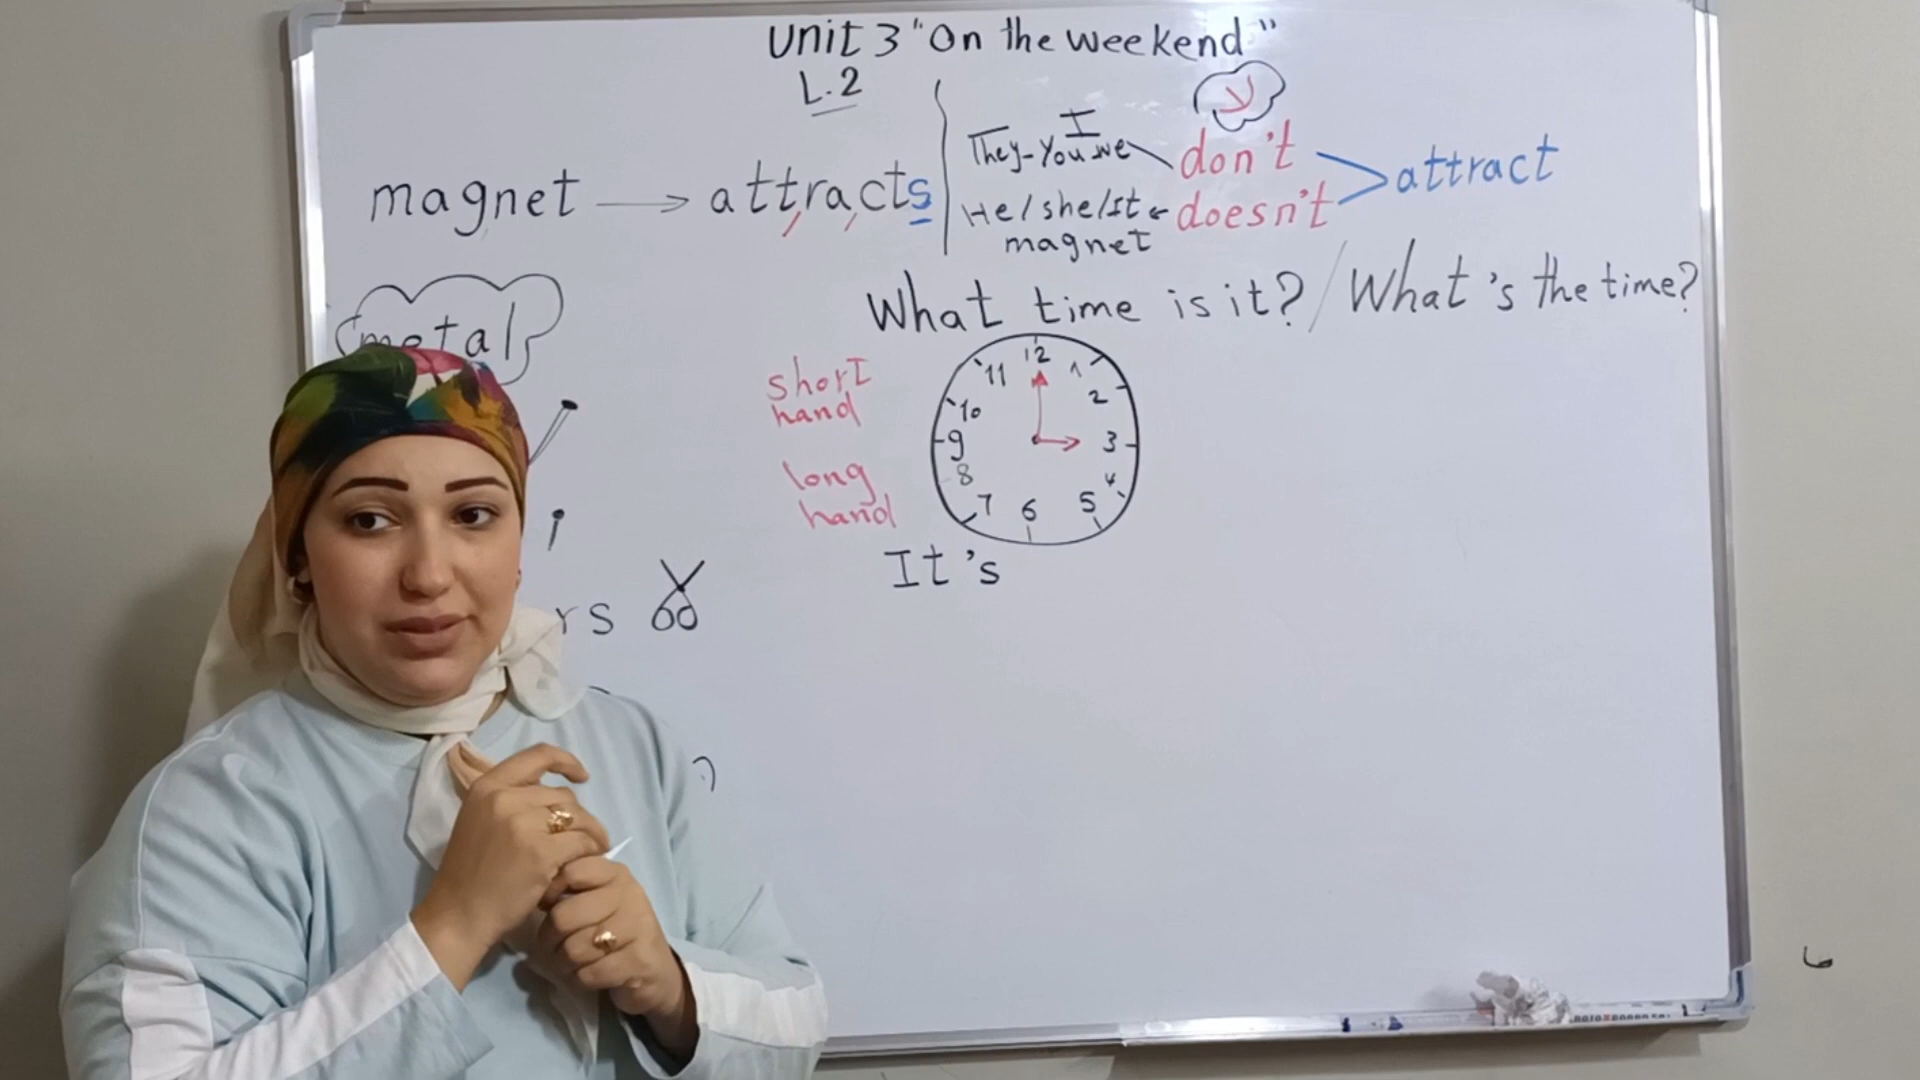 Unit 3 "On the weekend"
L.2
magnet → attracts
I
They-You-we
don't
لا
He/she/It
doesn't
magnet
attract
metal
What time is it? / What's the time?
short
hand
long
hand
12
1
2
3
4
5
6
7
8
9
10
11
It's
rs